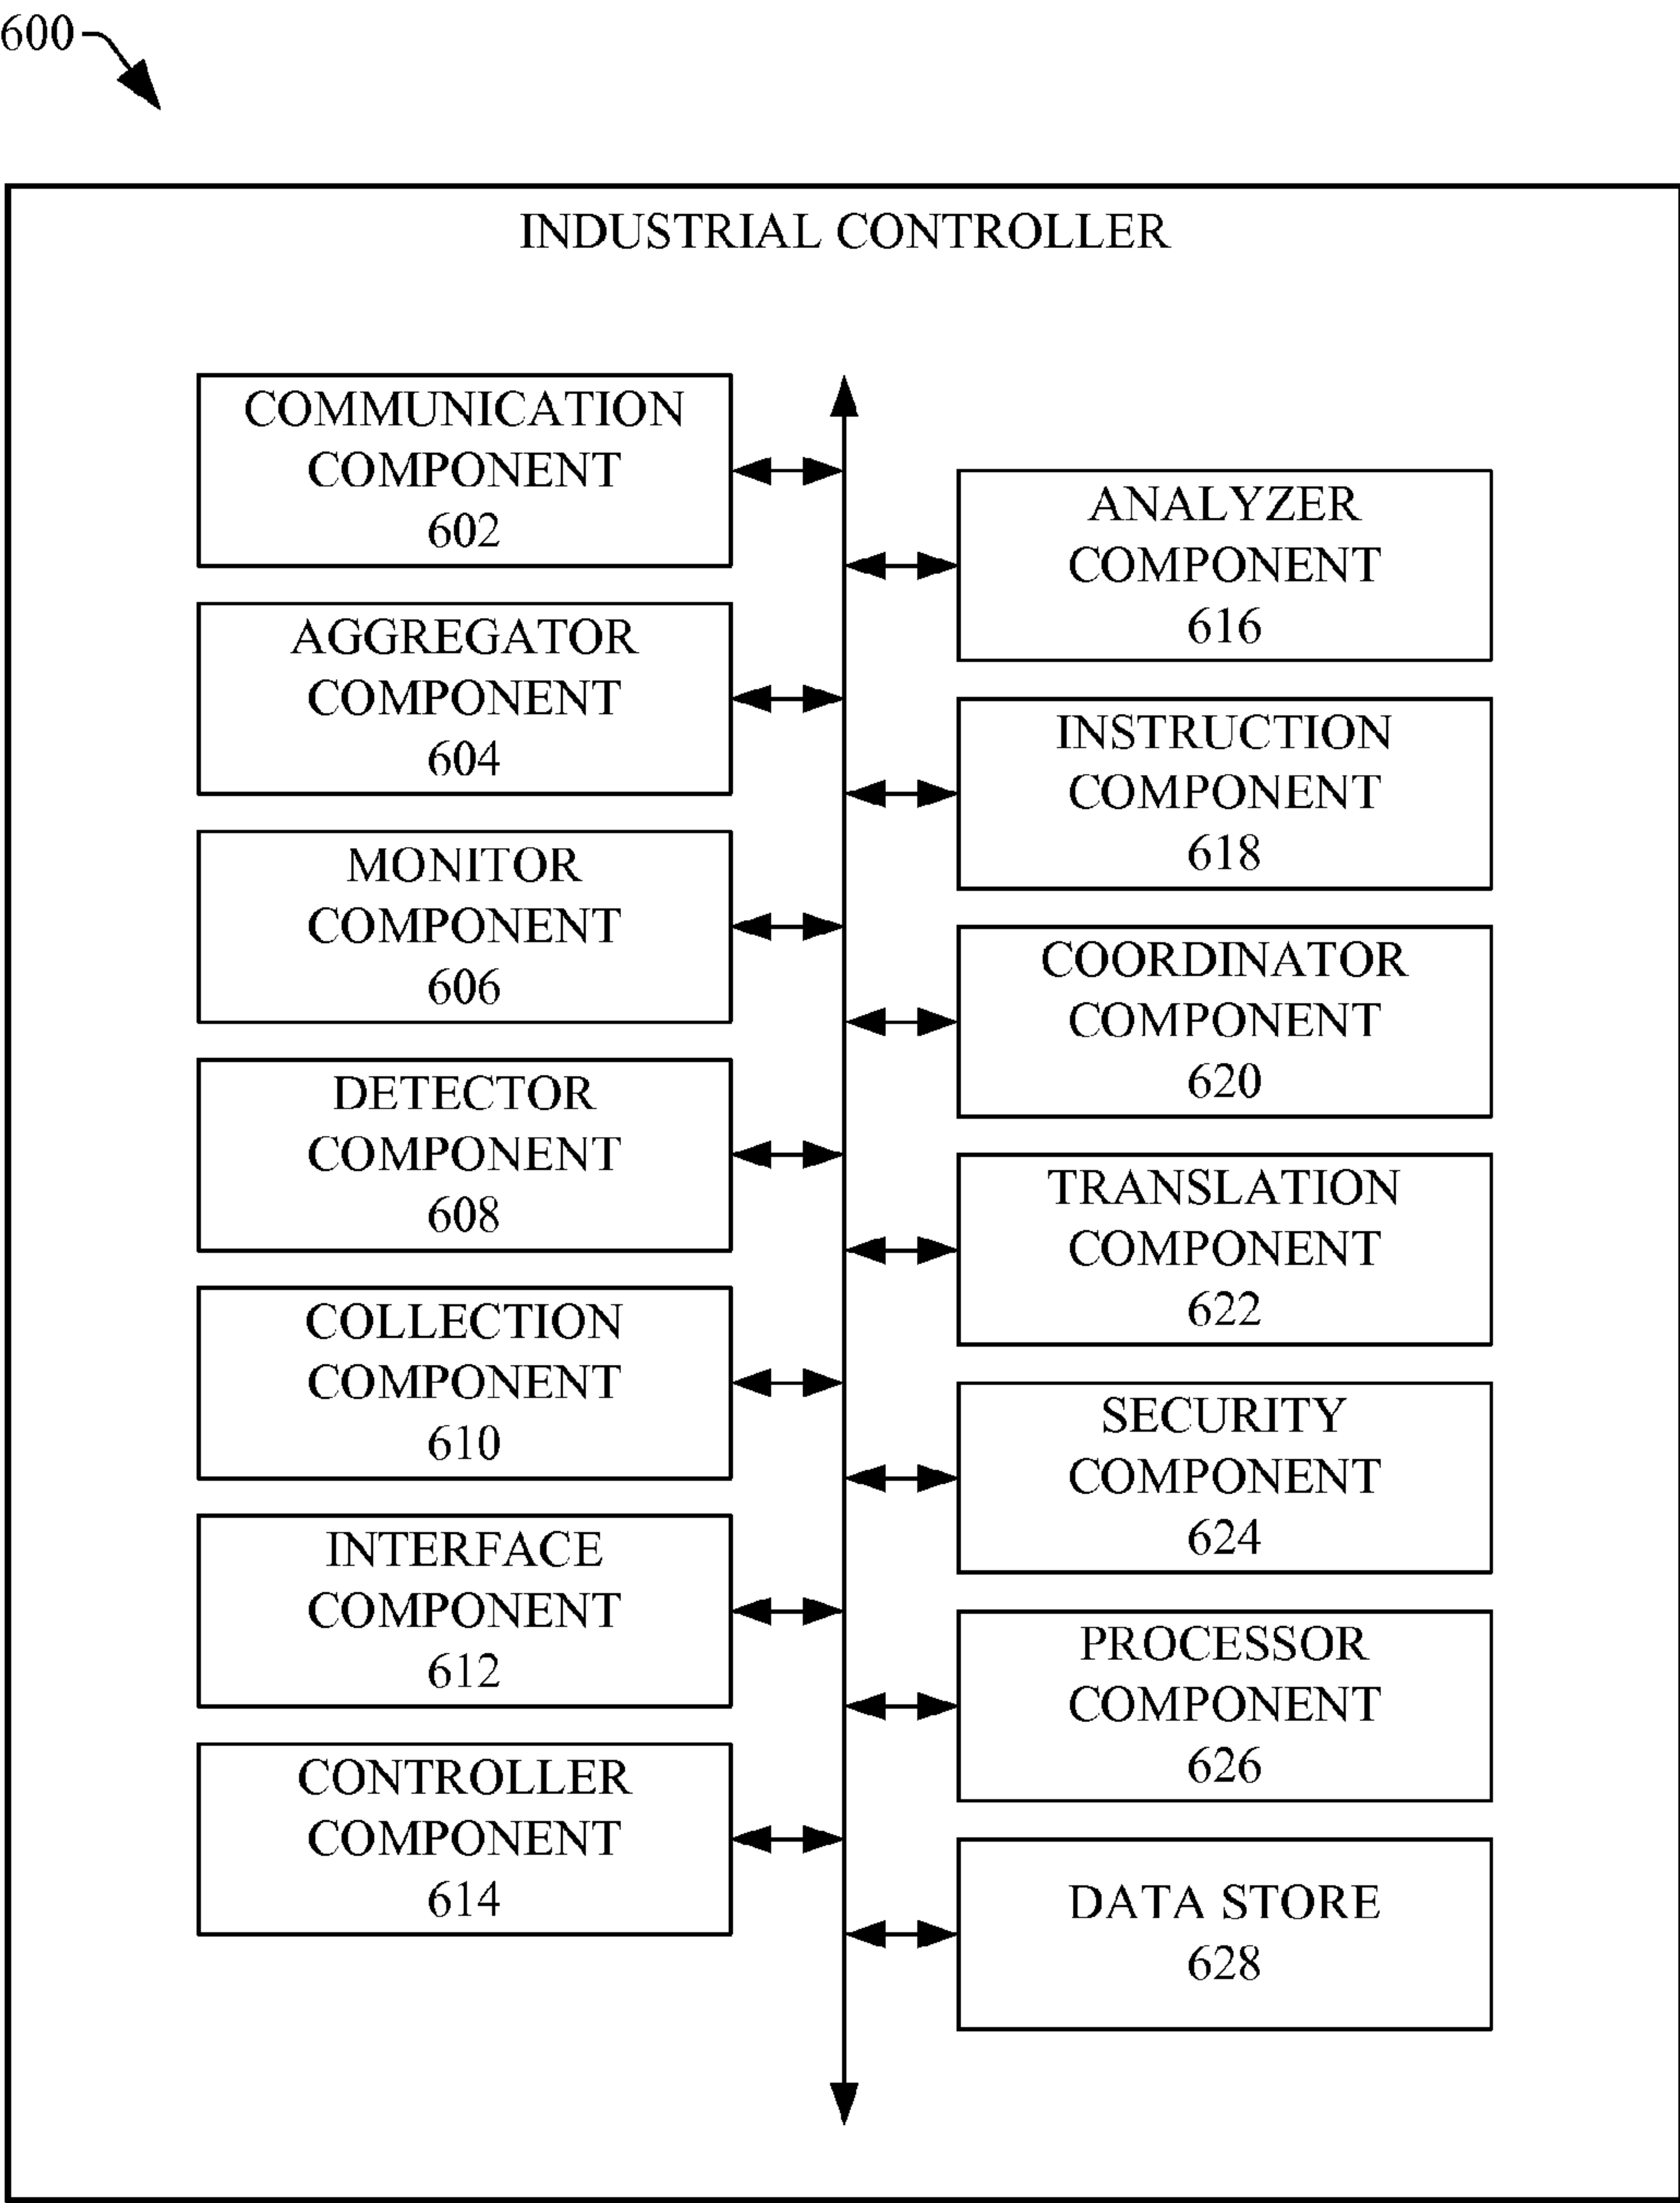 600
INDUSTRIAL CONTROLLER
COMMUNICATION
COMPONENT
602
AGGREGATOR
COMPONENT
604
MONITOR
COMPONENT
606
DETECTOR
COMPONENT
608
COLLECTION
COMPONENT
610
INTERFACE
COMPONENT
612
CONTROLLER
COMPONENT
614
ANALYZER
COMPONENT
616
INSTRUCTION
COMPONENT
618
COORDINATOR
COMPONENT
620
TRANSLATION
COMPONENT
622
SECURITY
COMPONENT
624
PROCESSOR
COMPONENT
626
DATA STORE
628